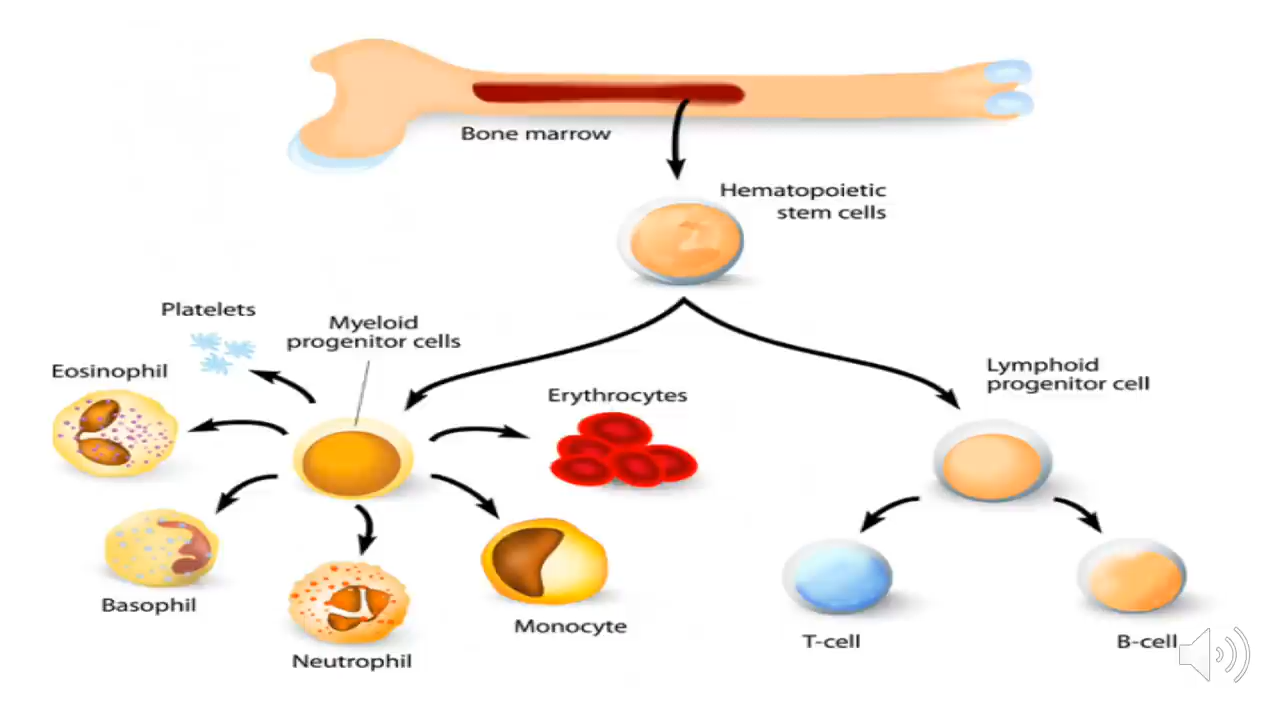 Bone marrow
Hematopoietic
stem cells
Platelets
Myeloid
progenitor cells
Eosinophil
Erythrocytes
Lymphoid
progenitor cell
Basophil
Neutrophil
Monocyte
T-cell
B-cell